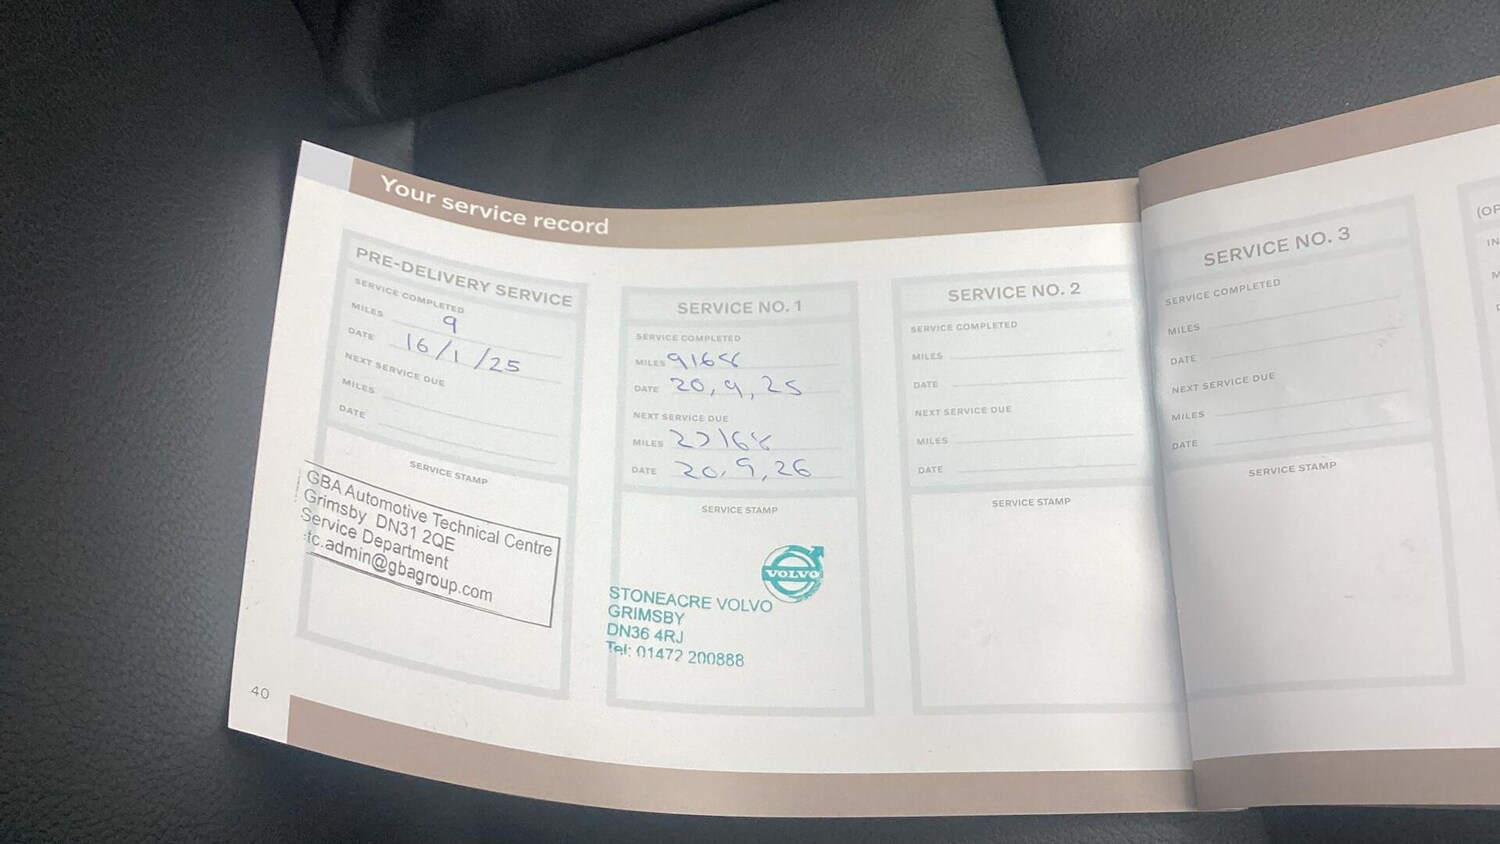 Your service record
PRE-DELIVERY SERVICE
SERVICE COMPLETED
MILES 9
DATE 16/1/25
NEXT SERVICE DUE
MILES
DATE
SERVICE STAMP
GBA Automotive Technical Centre
Grimsby DN31 2QE
Service Department
tc.admin@gbagroup.com
40
SERVICE NO. 1
SERVICE COMPLETED
MILES 9168
DATE 20,9,25
NEXT SERVICE DUE
MILES
DATE 20.9,26
SERVICE STAMP
VOLVO
STONEACRE VOLVO
GRIMSBY
DN36 4RJ
Tel: 01472 200888
SERVICE NO. 2
SERVICE COMPLETED
MILES
DATE
NEXT SERVICE DUE
MILES
DATE
SERVICE STAMP
SERVICE NO. 3
SERVICE COMPLETED
MILES
DATE
NEXT SERVICE DUE
MILES
DATE
SERVICE STAMP